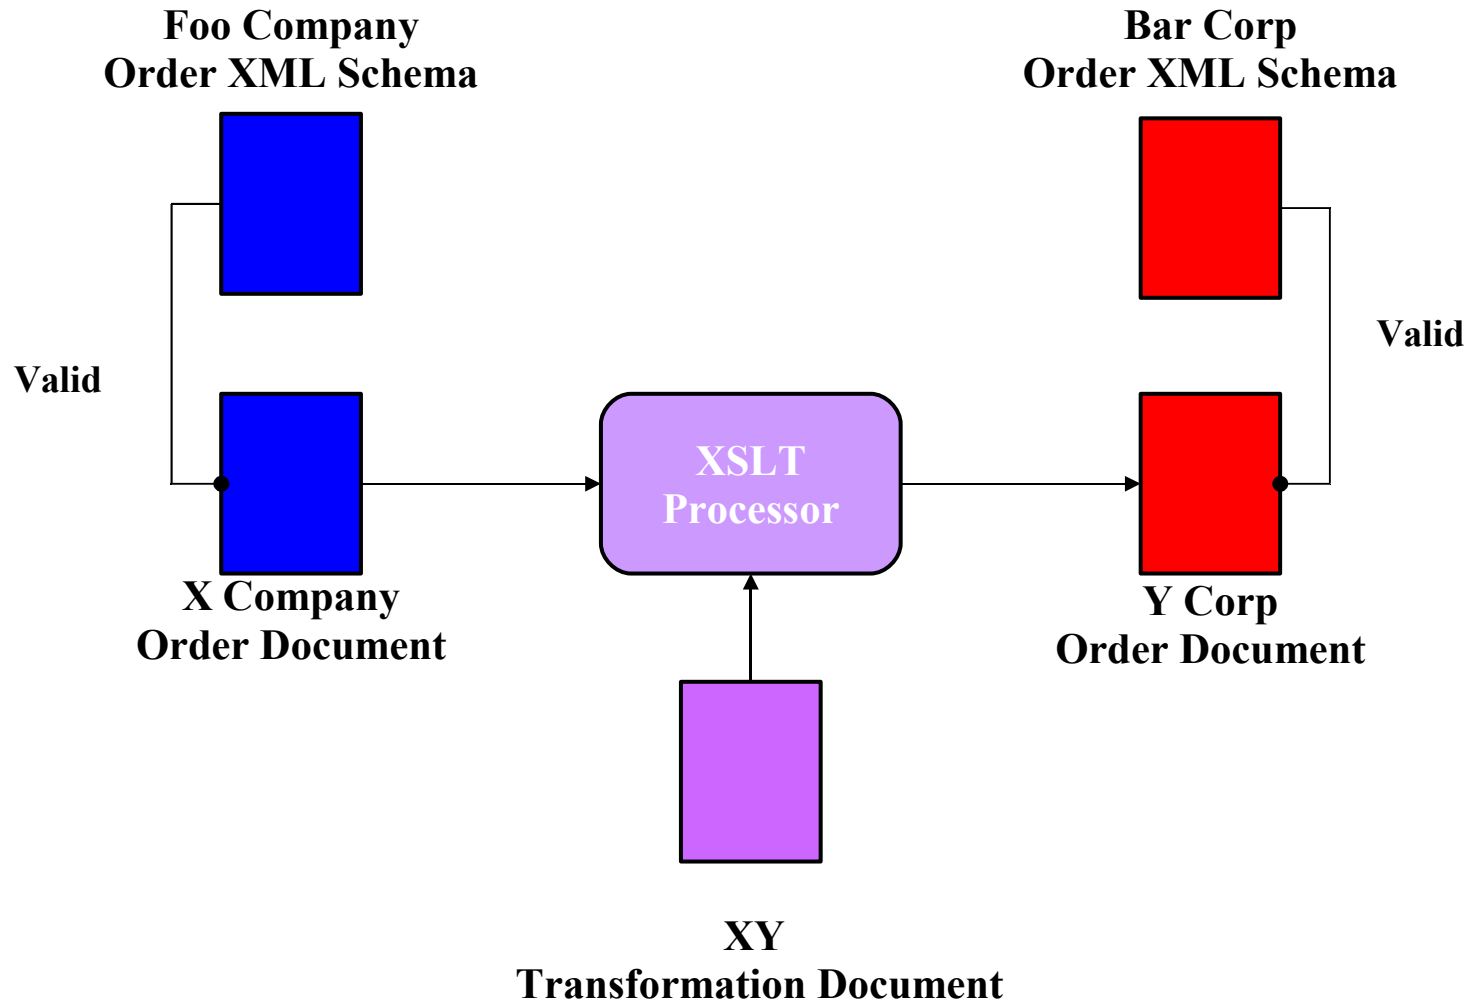 Foo Company
Order XML Schema
Bar Corp
Order XML Schema
Valid
Valid
XSLT
Processor
X Company
Order Document
Y Corp
Order Document
XY
Transformation Document